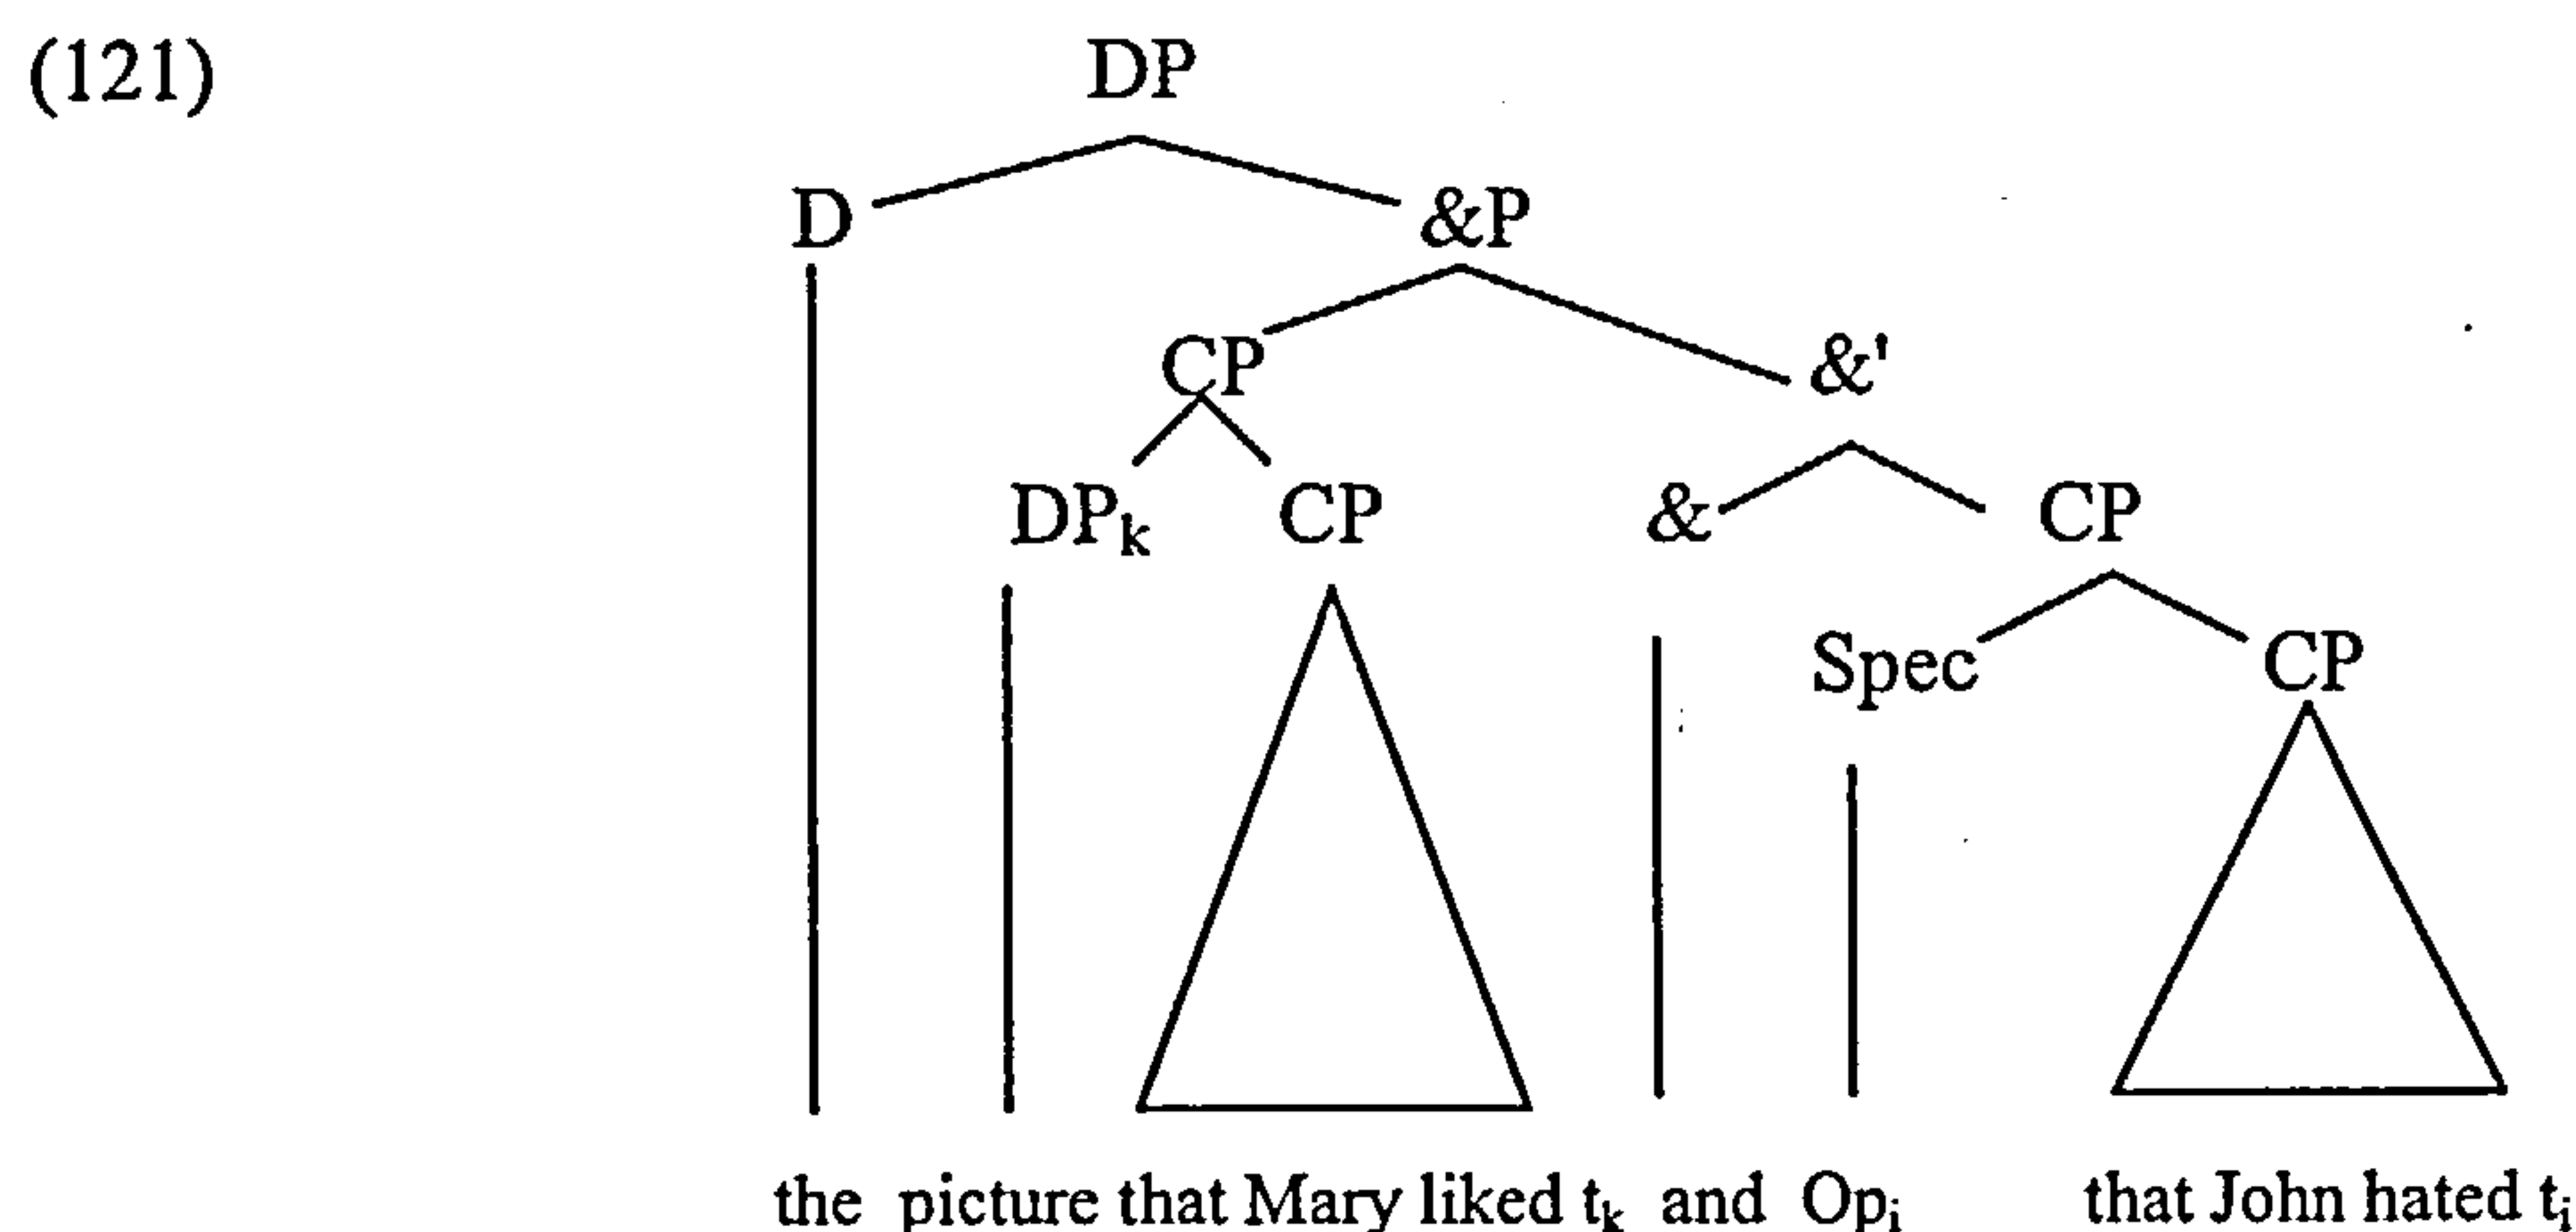 (121) DP
D &P
CP &'
DPk CP & CP
Spec CP
the picture that Mary liked tk and Opi that John hated ti